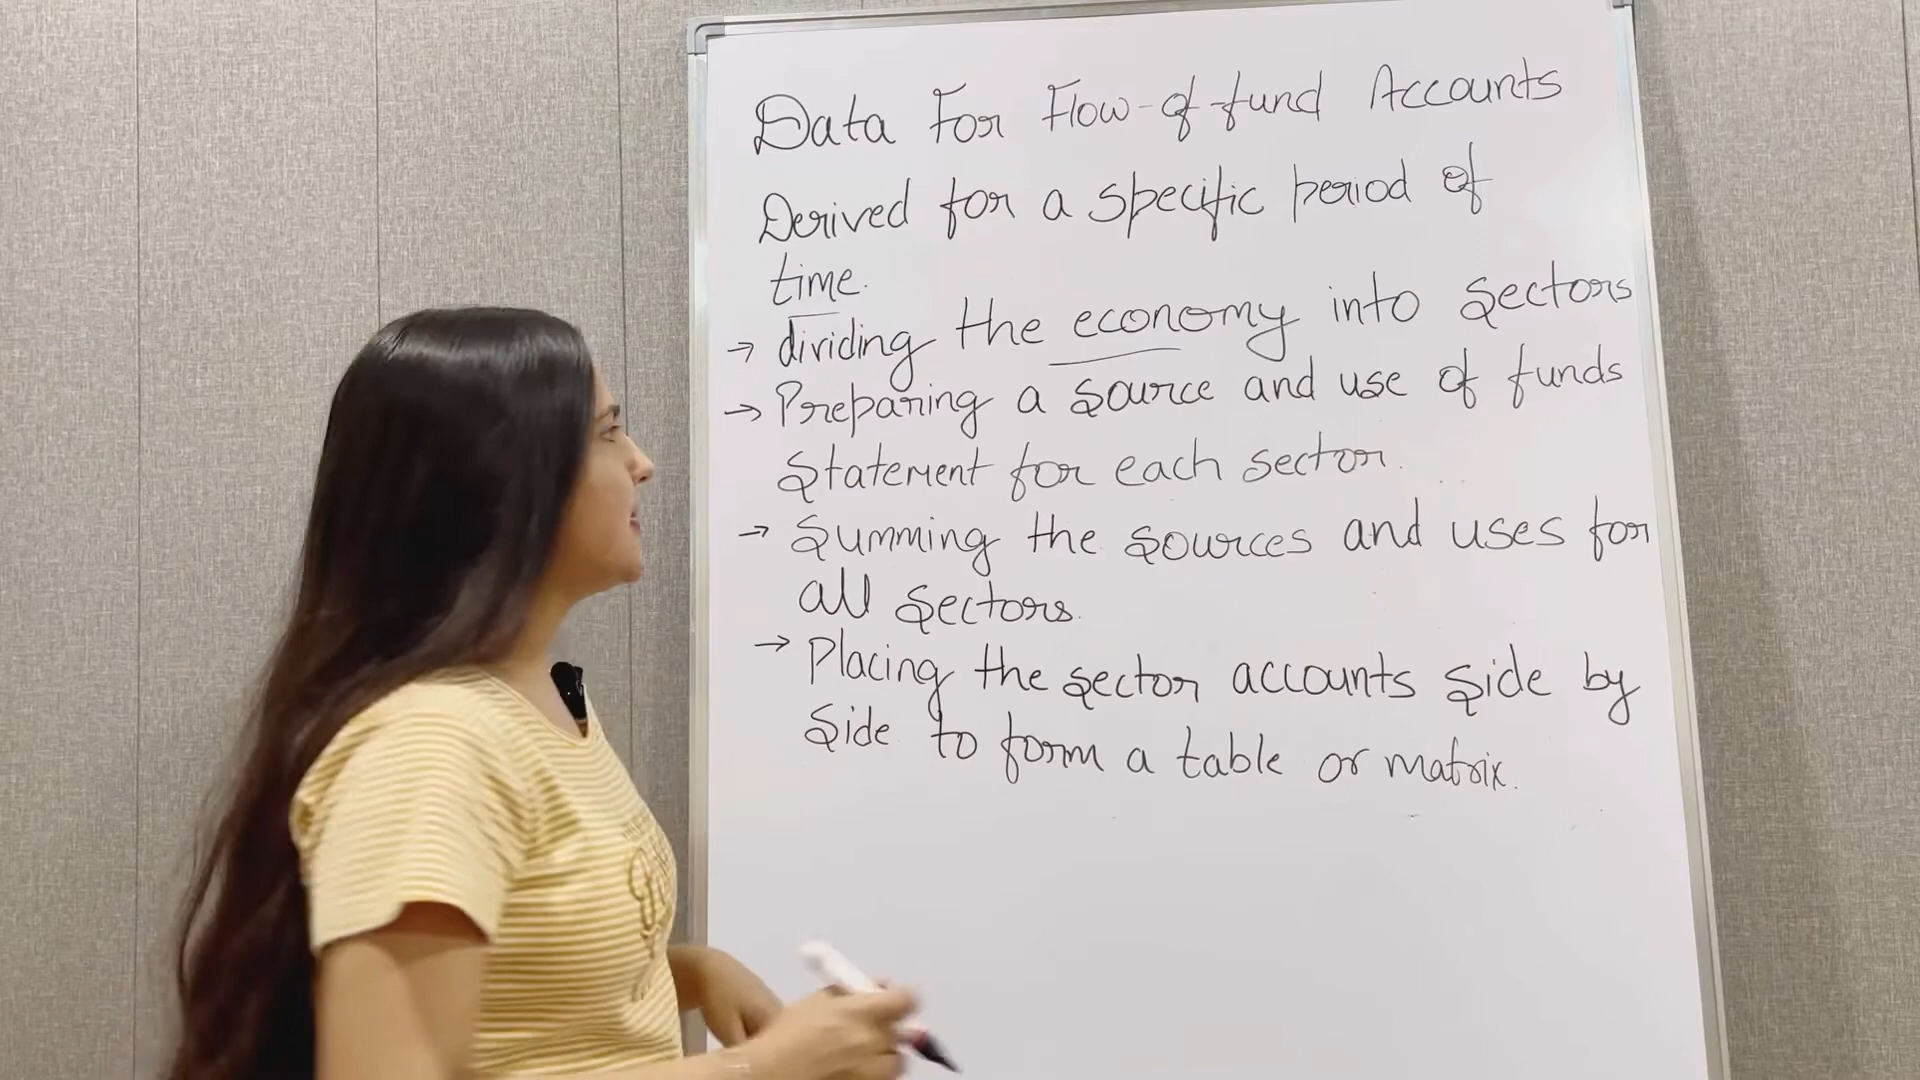 Data For Flow-of-fund Accounts
Derived for a specific period of
time.
→ dividing the economy into sectors
→ Preparing a source and use of funds
statement for each sector.
→ Summing the sources and uses for
all sectors.
→ Placing the sector accounts side by
side to form a table or matrix.